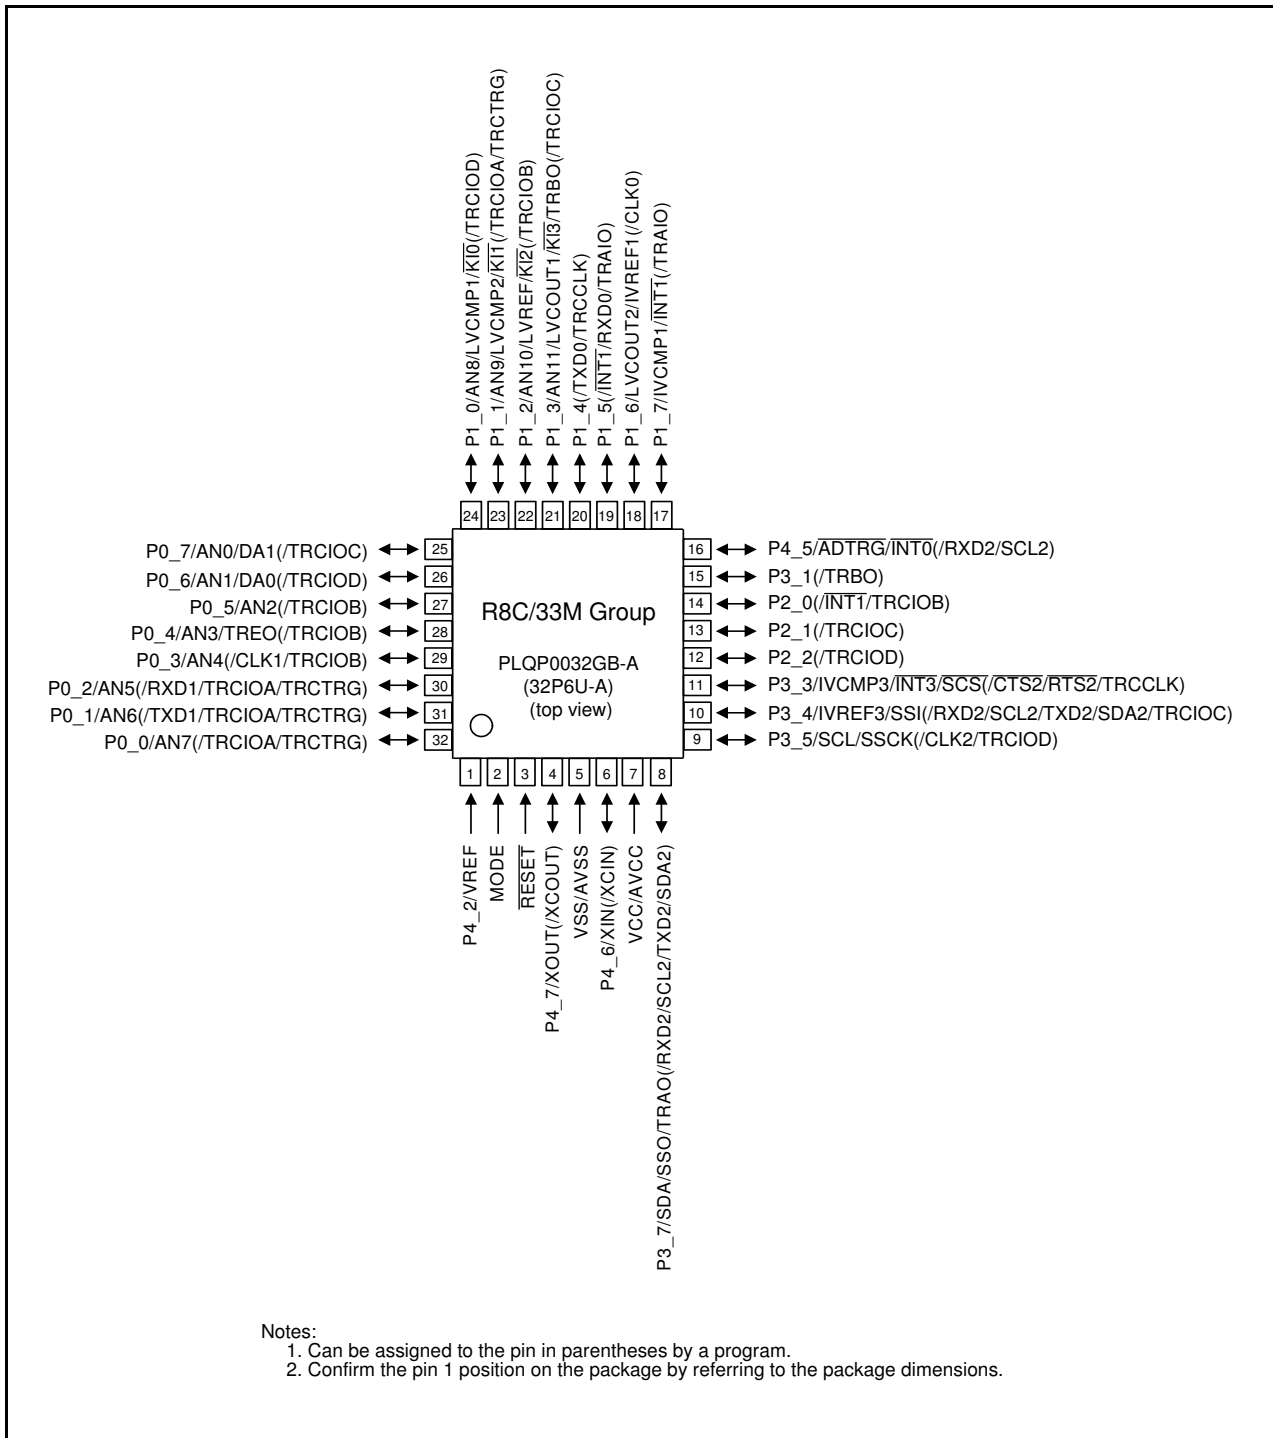 P1_0/AN8/LVCMP1/KI0(/TRCIOD)
P1_1/AN9/LVCMP2/KI1(/TRCIOA/TRCTRG)
P1_2/AN10/LVREF/KI2(/TRCIOB)
P1_3/AN11/LVCOUT1/KI3/TRBO(/TRCIOC)
P1_4(/TXD0/TRCCLK)
P1_5(/INT1/RXD0/TRAIO)
P1_6/LVCOUT2/IVREF1(/CLK0)
P1_7/IVCMP1/INT1(/TRAIO)
24 23 22 21 20 19 18 17
P0_7/AN0/DA1(/TRCIOC) 25
P0_6/AN1/DA0(/TRCIOD) 26
P0_5/AN2(/TRCIOB) 27
P0_4/AN3/TREO(/TRCIOB) 28
P0_3/AN4(/CLK1/TRCIOB) 29
P0_2/AN5(/RXD1/TRCIOA/TRCTRG) 30
P0_1/AN6(/TXD1/TRCIOA/TRCTRG) 31
P0_0/AN7(/TRCIOA/TRCTRG) 32
R8C/33M Group
PLQP0032GB-A
(32P6U-A)
(top view)
16 P4_5/ADTRG/INT0(/RXD2/SCL2)
15 P3_1(/TRBO)
14 P2_0(/INT1/TRCIOB)
13 P2_1(/TRCIOC)
12 P2_2(/TRCIOD)
11 P3_3/IVCMP3/INT3/SCS(/CTS2/RTS2/TRCCLK)
10 P3_4/IVREF3/SSI(/RXD2/SCL2/TXD2/SDA2/TRCIOC)
9 P3_5/SCL/SSCK(/CLK2/TRCIOD)
1 2 3 4 5 6 7 8
P4_2/VREF
MODE
RESET
P4_7/XOUT(/XCOUT)
VSS/AVSS
P4_6/XIN(/XCIN)
VCC/AVCC
P3_7/SDA/SSO/TRAO(/RXD2/SCL2/TXD2/SDA2)
Notes:
1. Can be assigned to the pin in parentheses by a program.
2. Confirm the pin 1 position on the package by referring to the package dimensions.